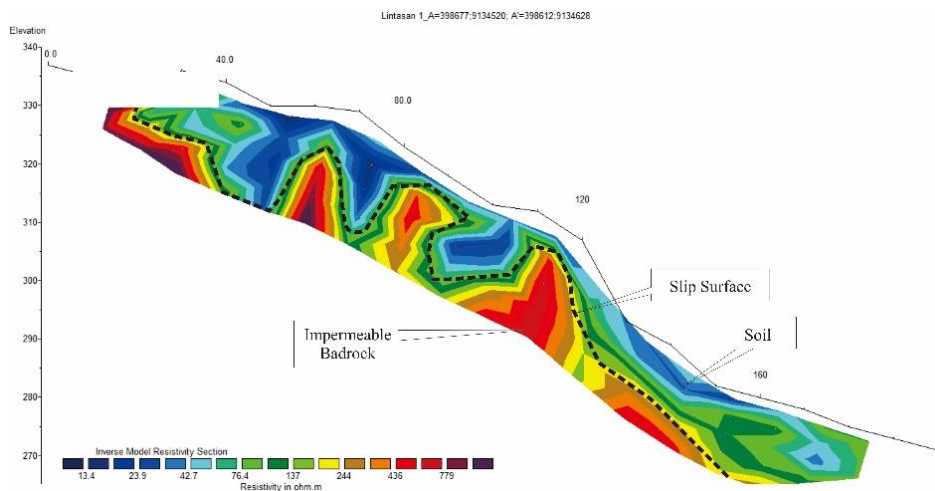 Lintasan 1_A=398677;9134520; A'=398612;9134628
Elevation
340
0.0
40.0
330
80.0
320
120
310
300
Slip Surface
Impermeable
Badrock
Soil
290
160
280
270
Inverse Model Resistivity Section
13.4 23.9 42.7 76.4 137 244 436 779
Resistivity in ohm.m